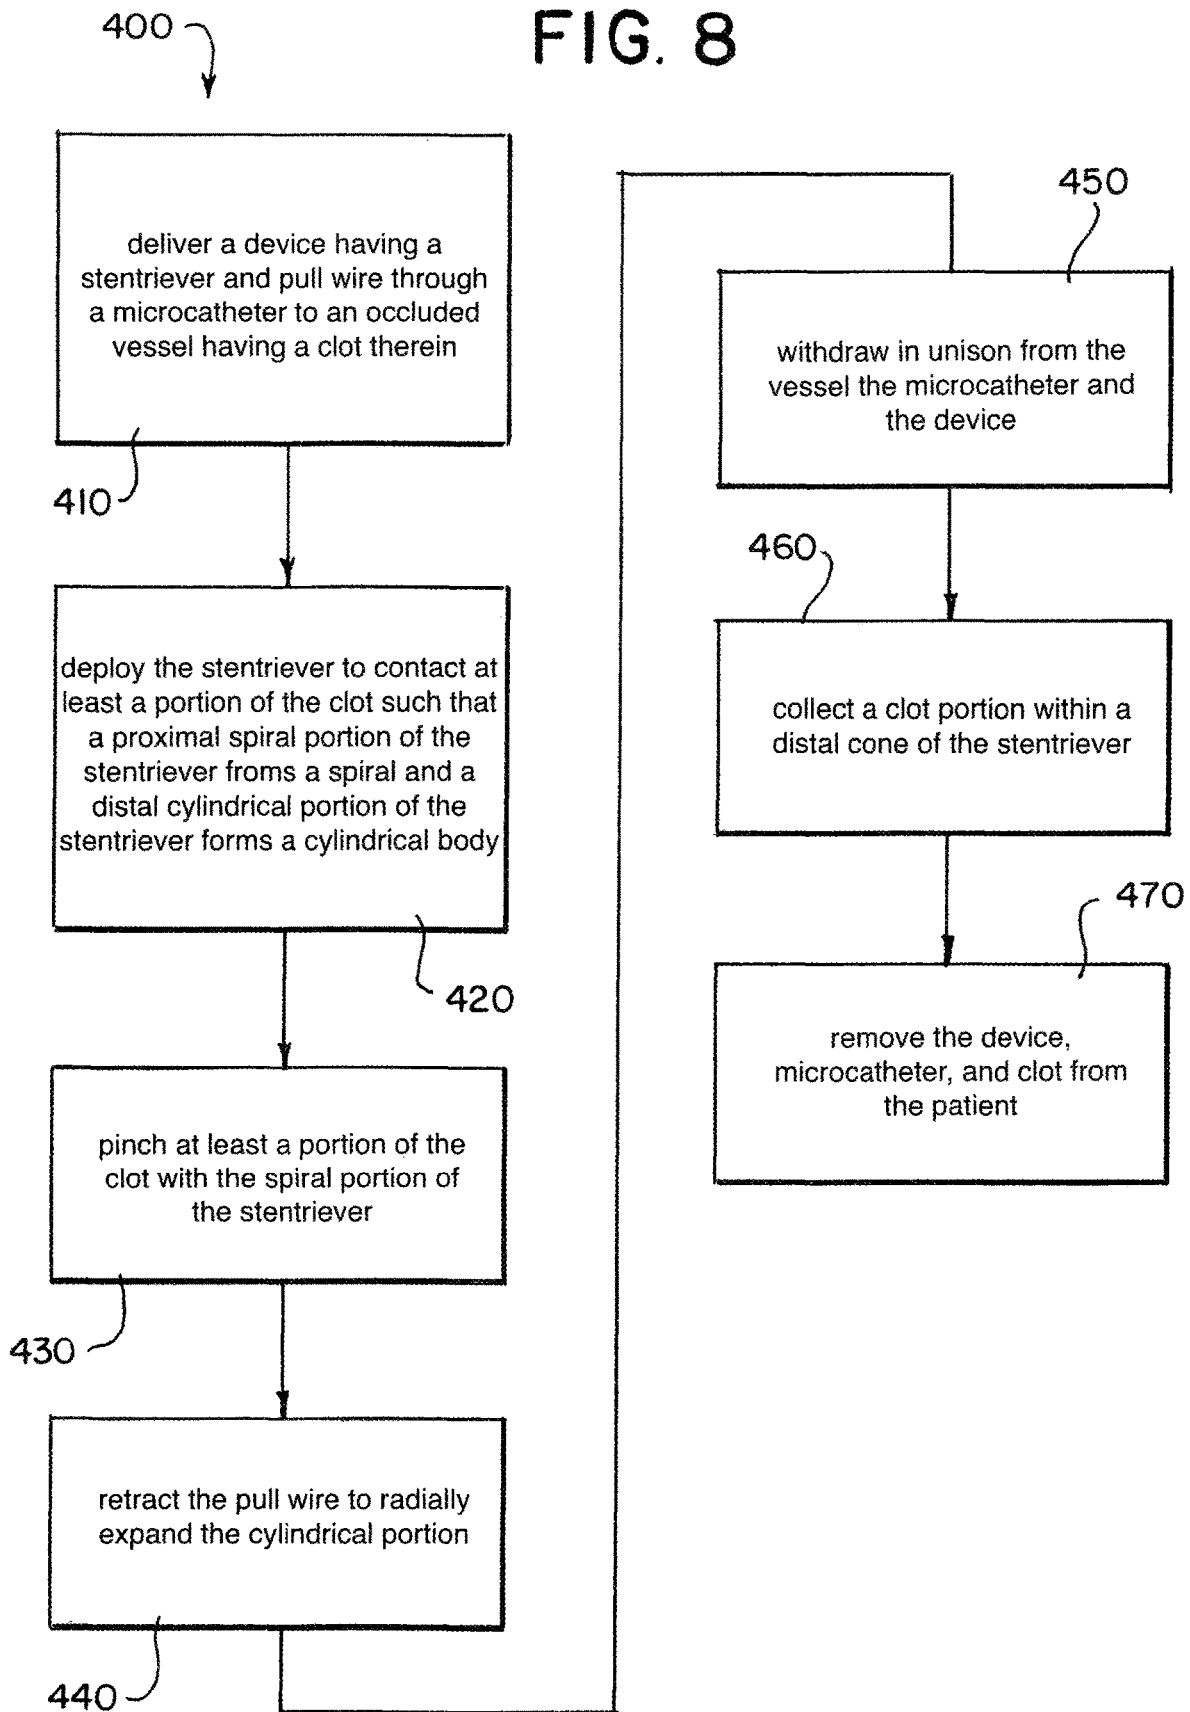 FIG. 8
400
deliver a device having a
stentriever and pull wire through
a microcatheter to an occluded
vessel having a clot therein
410
deploy the stentriever to contact at
least a portion of the clot such that
a proximal spiral portion of the
stentriever froms a spiral and a
distal cylindrical portion of the
stentriever forms a cylindrical body
420
pinch at least a portion of the
clot with the spiral portion of
the stentriever
430
retract the pull wire to radially
expand the cylindrical portion
440
450
withdraw in unison from the
vessel the microcatheter and
the device
460
collect a clot portion within a
distal cone of the stentriever
470
remove the device,
microcatheter, and clot from
the patient